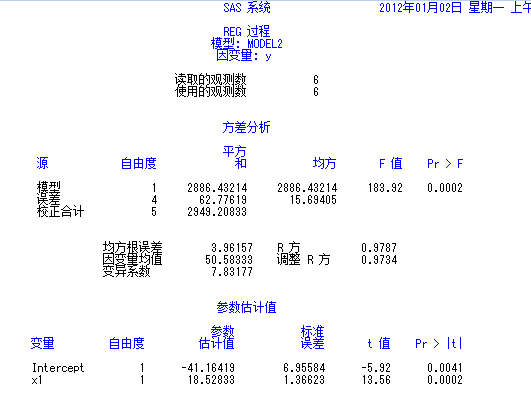 SAS 系统 2012年01月02日 星期一 上午
REG 过程
模型: MODEL2
因变量: y
读取的观测数 6
使用的观测数 6
方差分析
平方
源 自由度 和 均方 F 值 Pr > F
模型 1 2886.43214 2886.43214 183.92 0.0002
误差 4 62.77619 15.69405
校正合计 5 2949.20833
均方根误差 3.96157 R 方 0.9787
因变量均值 50.58333 调整 R 方 0.9734
变异系数 7.83177
参数估计值
参数 标准
变量 自由度 估计值 误差 t 值 Pr > |t|
Intercept 1 -41.16419 6.95584 -5.92 0.0041
x1 1 18.52833 1.36623 13.56 0.0002